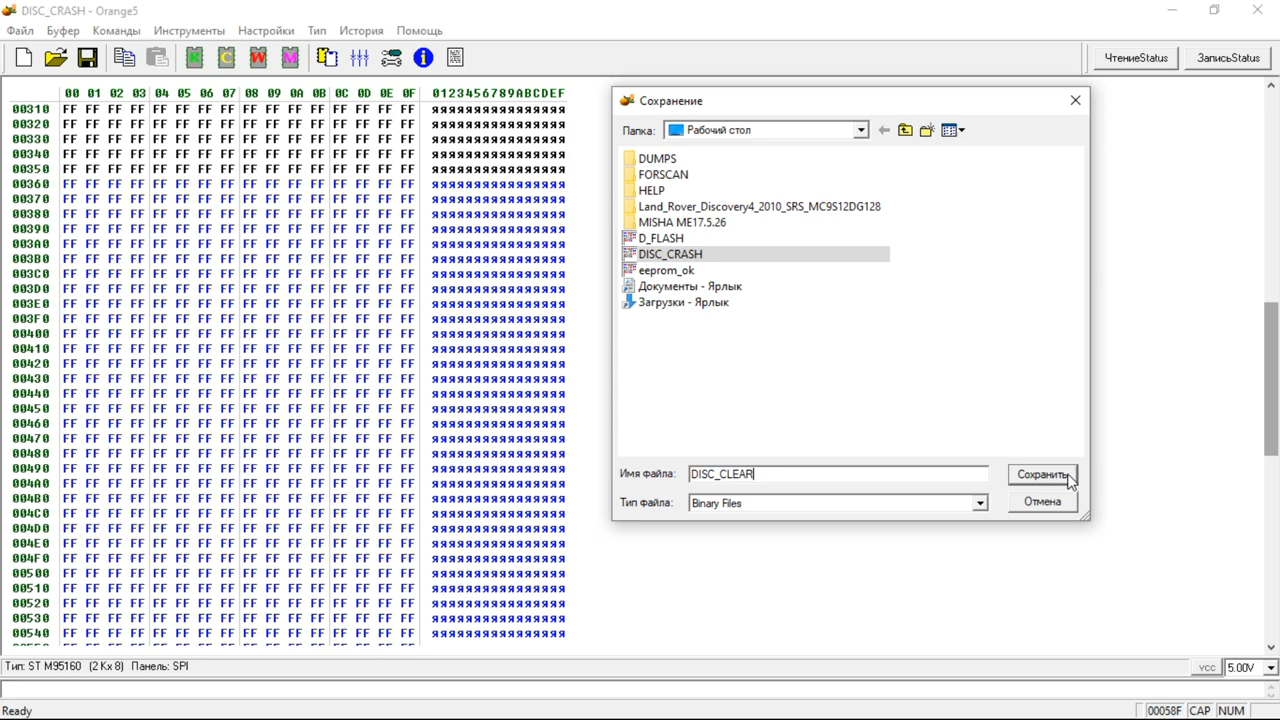 DISC_CRASH - Orange5
Файл Буфер Команды Инструменты Настройки Тип История Помощь
R C W M ЧтениеStatus ЗаписьStatus
00 01 02 03 04 05 06 07 08 09 0A 0B 0C 0D 0E 0F 0123456789ABCDEF
00310 FF FF FF FF FF FF FF FF FF FF FF FF FF FF FF FF яяяяяяяяяяяяяяяя
00320 FF FF FF FF FF FF FF FF FF FF FF FF FF FF FF FF яяяяяяяяяяяяяяяя
00330 FF FF FF FF FF FF FF FF FF FF FF FF FF FF FF FF яяяяяяяяяяяяяяяя
00340 FF FF FF FF FF FF FF FF FF FF FF FF FF FF FF FF яяяяяяяяяяяяяяяя
00350 FF FF FF FF FF FF FF FF FF FF FF FF FF FF FF FF яяяяяяяяяяяяяяяя
00360 FF FF FF FF FF FF FF FF FF FF FF FF FF FF FF FF яяяяяяяяяяяяяяяя
00370 FF FF FF FF FF FF FF FF FF FF FF FF FF FF FF FF яяяяяяяяяяяяяяяя
00380 FF FF FF FF FF FF FF FF FF FF FF FF FF FF FF FF яяяяяяяяяяяяяяяя
00390 FF FF FF FF FF FF FF FF FF FF FF FF FF FF FF FF яяяяяяяяяяяяяяяя
003A0 FF FF FF FF FF FF FF FF FF FF FF FF FF FF FF FF яяяяяяяяяяяяяяяя
003B0 FF FF FF FF FF FF FF FF FF FF FF FF FF FF FF FF яяяяяяяяяяяяяяяя
003C0 FF FF FF FF FF FF FF FF FF FF FF FF FF FF FF FF яяяяяяяяяяяяяяяя
003D0 FF FF FF FF FF FF FF FF FF FF FF FF FF FF FF FF яяяяяяяяяяяяяяяя
003E0 FF FF FF FF FF FF FF FF FF FF FF FF FF FF FF FF яяяяяяяяяяяяяяяя
003F0 FF FF FF FF FF FF FF FF FF FF FF FF FF FF FF FF яяяяяяяяяяяяяяяя
00400 FF FF FF FF FF FF FF FF FF FF FF FF FF FF FF FF яяяяяяяяяяяяяяяя
00410 FF FF FF FF FF FF FF FF FF FF FF FF FF FF FF FF яяяяяяяяяяяяяяяя
00420 FF FF FF FF FF FF FF FF FF FF FF FF FF FF FF FF яяяяяяяяяяяяяяяя
00430 FF FF FF FF FF FF FF FF FF FF FF FF FF FF FF FF яяяяяяяяяяяяяяяя
00440 FF FF FF FF FF FF FF FF FF FF FF FF FF FF FF FF яяяяяяяяяяяяяяяя
00450 FF FF FF FF FF FF FF FF FF FF FF FF FF FF FF FF яяяяяяяяяяяяяяяя
00460 FF FF FF FF FF FF FF FF FF FF FF FF FF FF FF FF яяяяяяяяяяяяяяяя
00470 FF FF FF FF FF FF FF FF FF FF FF FF FF FF FF FF яяяяяяяяяяяяяяяя
00480 FF FF FF FF FF FF FF FF FF FF FF FF FF FF FF FF яяяяяяяяяяяяяяяя
00490 FF FF FF FF FF FF FF FF FF FF FF FF FF FF FF FF яяяяяяяяяяяяяяяя
004A0 FF FF FF FF FF FF FF FF FF FF FF FF FF FF FF FF яяяяяяяяяяяяяяяя
004B0 FF FF FF FF FF FF FF FF FF FF FF FF FF FF FF FF яяяяяяяяяяяяяяяя
004C0 FF FF FF FF FF FF FF FF FF FF FF FF FF FF FF FF яяяяяяяяяяяяяяяя
004D0 FF FF FF FF FF FF FF FF FF FF FF FF FF FF FF FF яяяяяяяяяяяяяяяя
004E0 FF FF FF FF FF FF FF FF FF FF FF FF FF FF FF FF яяяяяяяяяяяяяяяя
004F0 FF FF FF FF FF FF FF FF FF FF FF FF FF FF FF FF яяяяяяяяяяяяяяяя
00500 FF FF FF FF FF FF FF FF FF FF FF FF FF FF FF FF яяяяяяяяяяяяяяяя
00510 FF FF FF FF FF FF FF FF FF FF FF FF FF FF FF FF яяяяяяяяяяяяяяяя
00520 FF FF FF FF FF FF FF FF FF FF FF FF FF FF FF FF яяяяяяяяяяяяяяяя
00530 FF FF FF FF FF FF FF FF FF FF FF FF FF FF FF FF яяяяяяяяяяяяяяяя
00540 FF FF FF FF FF FF FF FF FF FF FF FF FF FF FF FF яяяяяяяяяяяяяяяя
Сохранение
Папка: Рабочий стол
DUMPS
FORSCAN
HELP
Land_Rover_Discovery4_2010_SRS_MC9S12DG128
MISHA ME17.5.26
D_FLASH
DISC_CRASH
eeprom_ok
Документы - Ярлык
Загрузки - Ярлык
Имя файла: DISC_CLEAR Сохранить
Тип файла: Binary Files Отмена
Тип: ST M95160 (2 Kx 8) Панель: SPI vcc 5.00V
Ready 00058F CAP NUM